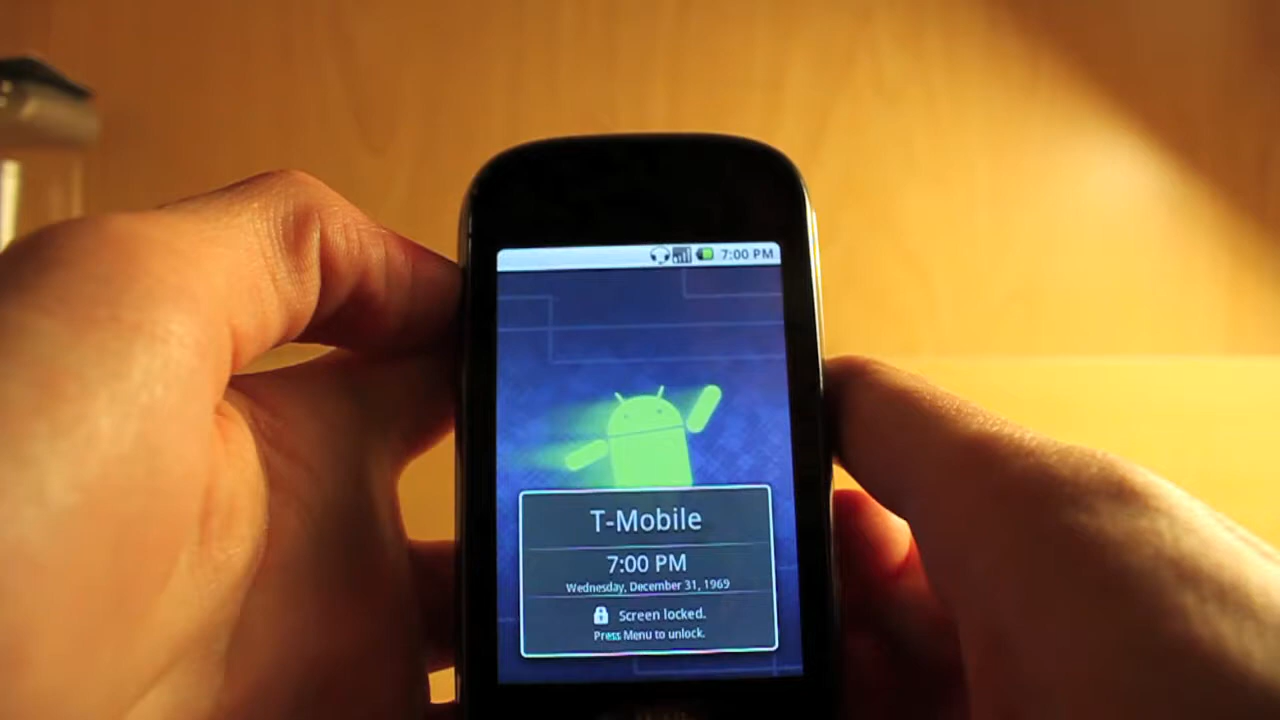 7:00 PM
T-Mobile
7:00 PM
Wednesday, December 31, 1969
Screen locked.
Press Menu to unlock.